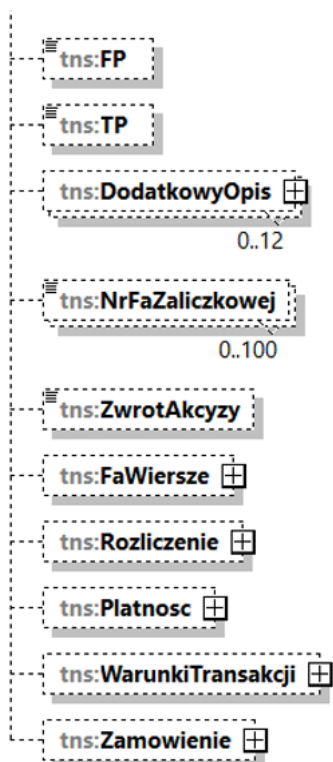 tns:FP
tns:TP
tns:DodatkowyOpis
0..12
tns:NrFaZaliczkowej
0..100
tns:ZwrotAkcyzy
tns:FaWiersze
tns:Rozliczenie
tns:Platnosc
tns:WarunkiTransakcji
tns:Zamowienie